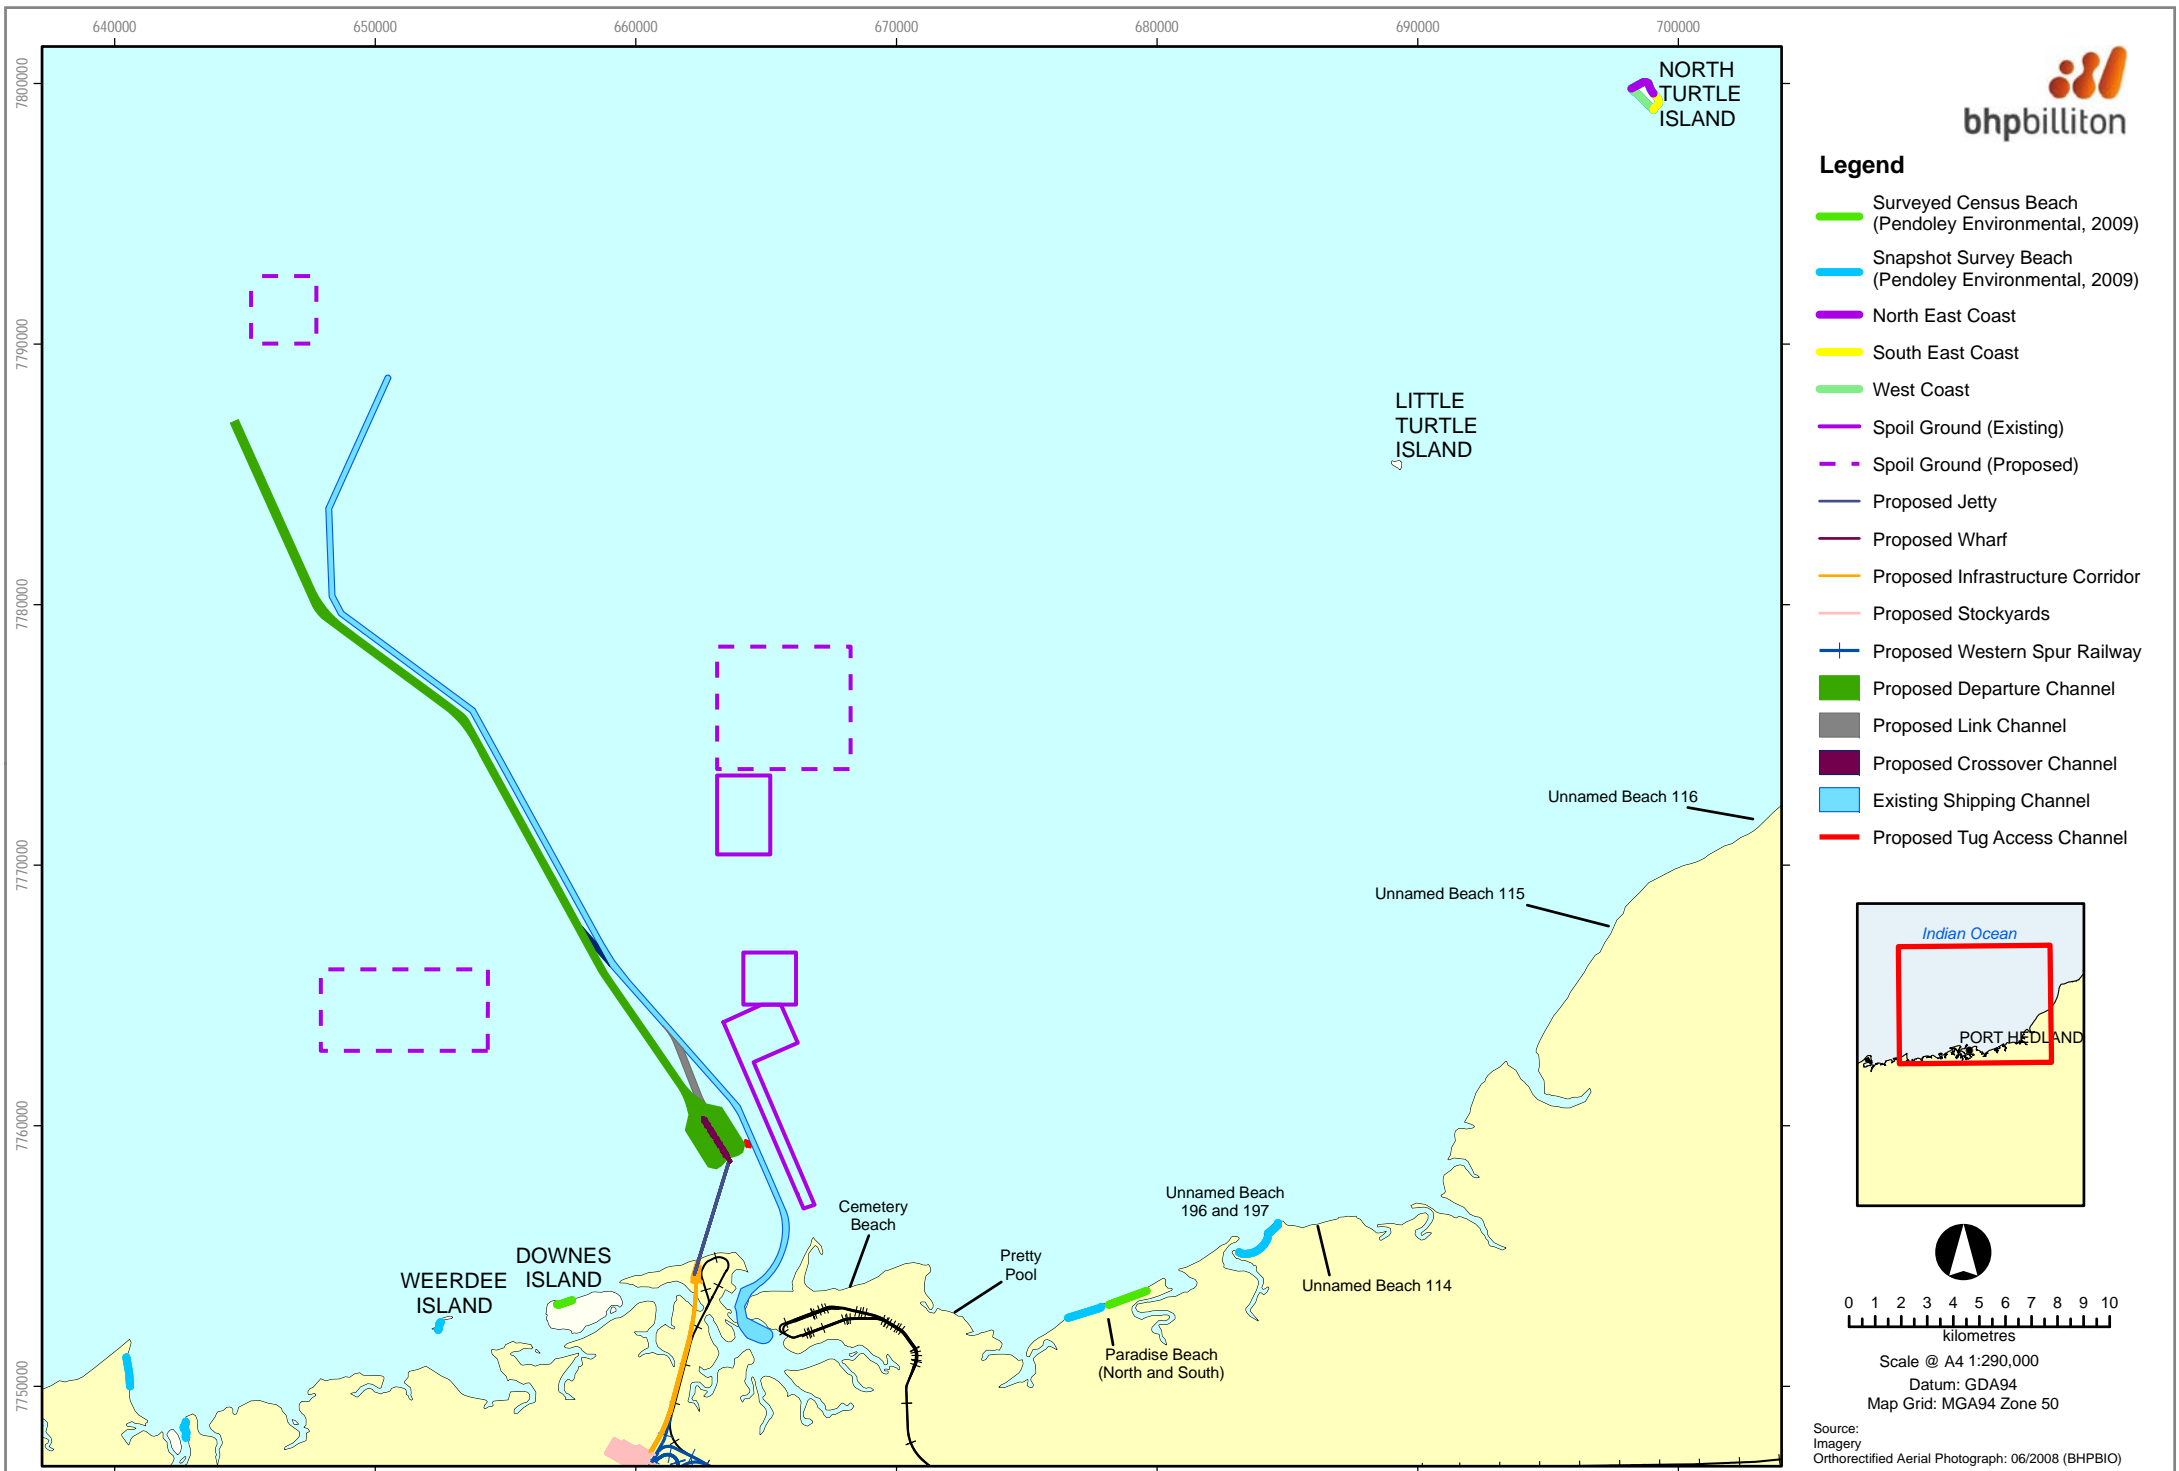 640000
650000
660000
670000
680000
690000
700000
7800000
7790000
7780000
7770000
7760000
7750000
NORTH
TURTLE
ISLAND
LITTLE
TURTLE
ISLAND
Unnamed Beach 116
Unnamed Beach 115
Unnamed Beach
196 and 197
Cemetery
Beach
Pretty
Pool
Unnamed Beach 114
DOWNES
ISLAND
WEERDEE
ISLAND
Paradise Beach
(North and South)
bhpbilliton
Legend
Surveyed Census Beach
(Pendoley Environmental, 2009)
Snapshot Survey Beach
(Pendoley Environmental, 2009)
North East Coast
South East Coast
West Coast
Spoil Ground (Existing)
Spoil Ground (Proposed)
Proposed Jetty
Proposed Wharf
Proposed Infrastructure Corridor
Proposed Stockyards
Proposed Western Spur Railway
Proposed Departure Channel
Proposed Link Channel
Proposed Crossover Channel
Existing Shipping Channel
Proposed Tug Access Channel
Indian Ocean
PORT HEDLAND
0 1 2 3 4 5 6 7 8 9 10
kilometres
Scale @ A4 1:290,000
Datum: GDA94
Map Grid: MGA94 Zone 50
Source:
Imagery
Orthorectified Aerial Photograph: 06/2008 (BHPBIO)